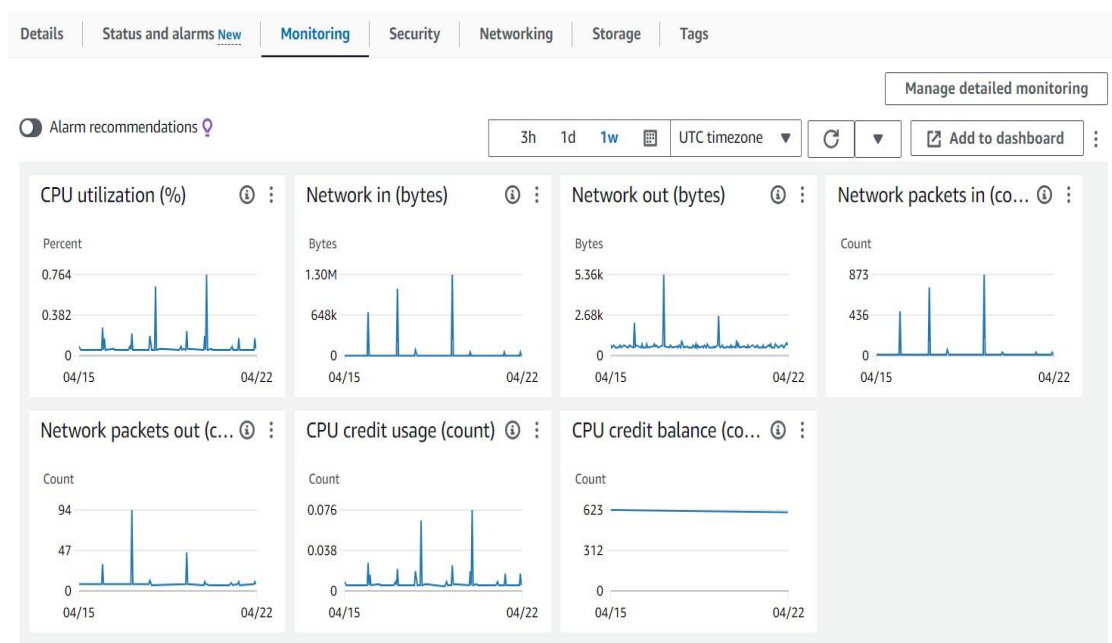 Details Status and alarms New Monitoring Security Networking Storage Tags
Manage detailed monitoring
Alarm recommendations
3h 1d 1w UTC timezone Add to dashboard
CPU utilization (%)
Percent
0.764
0.382
0
04/15 04/22
Network in (bytes)
Bytes
1.30M
648k
0
04/15 04/22
Network out (bytes)
Bytes
5.36k
2.68k
0
04/15 04/22
Network packets in (co...
Count
873
436
0
04/15 04/22
Network packets out (c...
Count
94
47
0
04/15 04/22
CPU credit usage (count)
Count
0.076
0.038
0
04/15 04/22
CPU credit balance (co...
Count
623
312
0
04/15 04/22